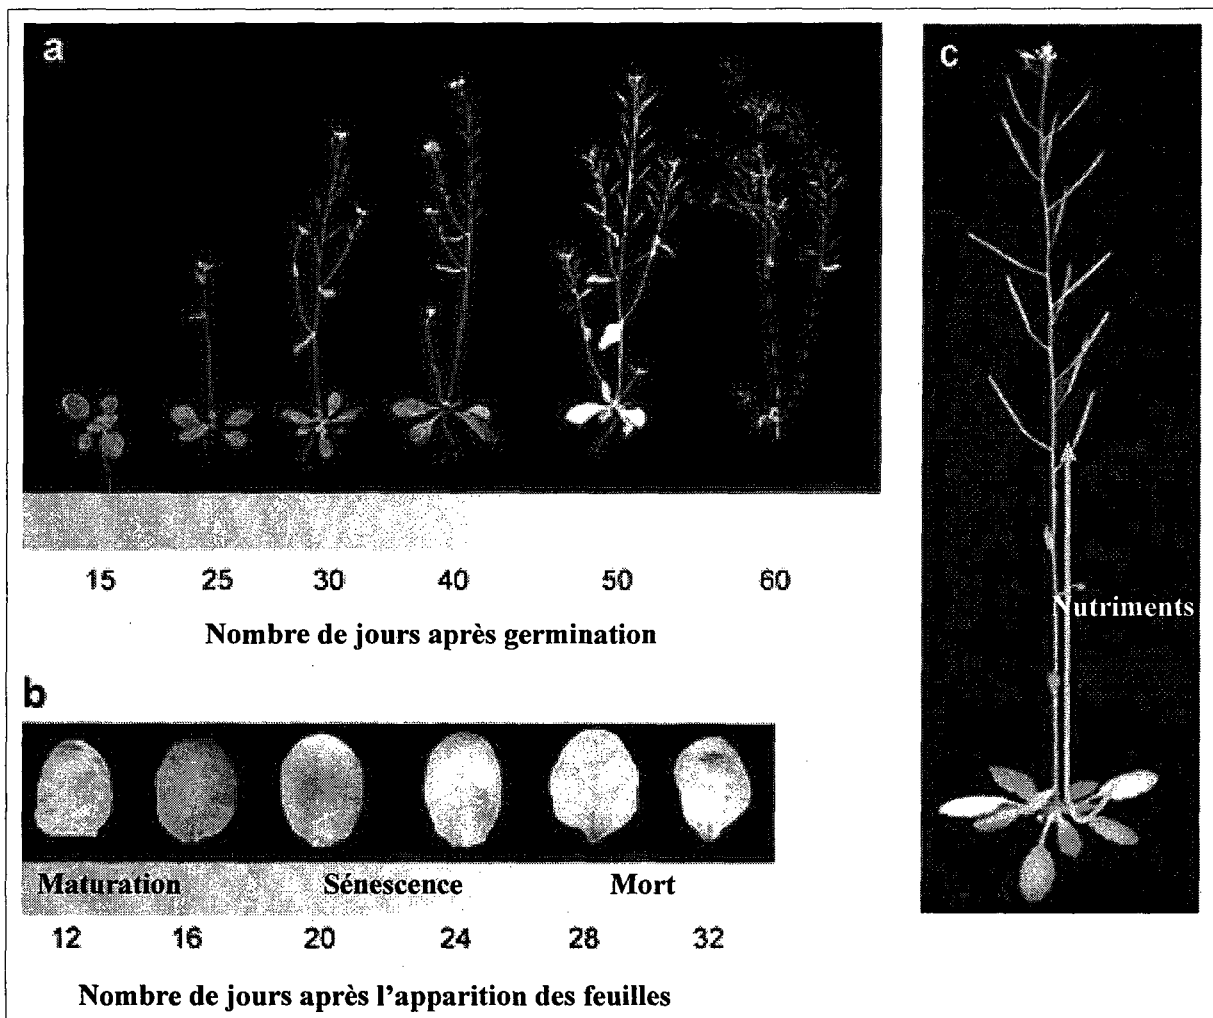 a
15 25 30 40 50 60
Nombre de jours après germination
b
Maturation Sénescence Mort
12 16 20 24 28 32
Nombre de jours après l'apparition des feuilles
c
Nutriments